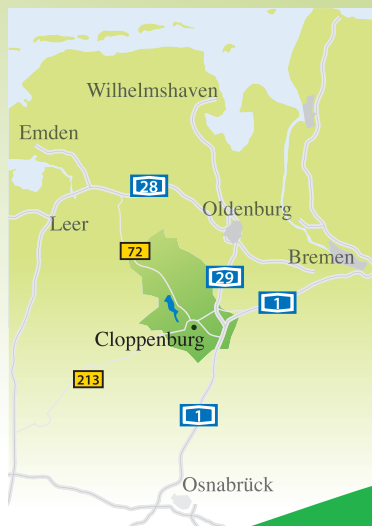 Wilhelmshaven
Emden
28
Oldenburg
Leer
72
Bremen
29
1
Cloppenburg
213
1
Osnabrück